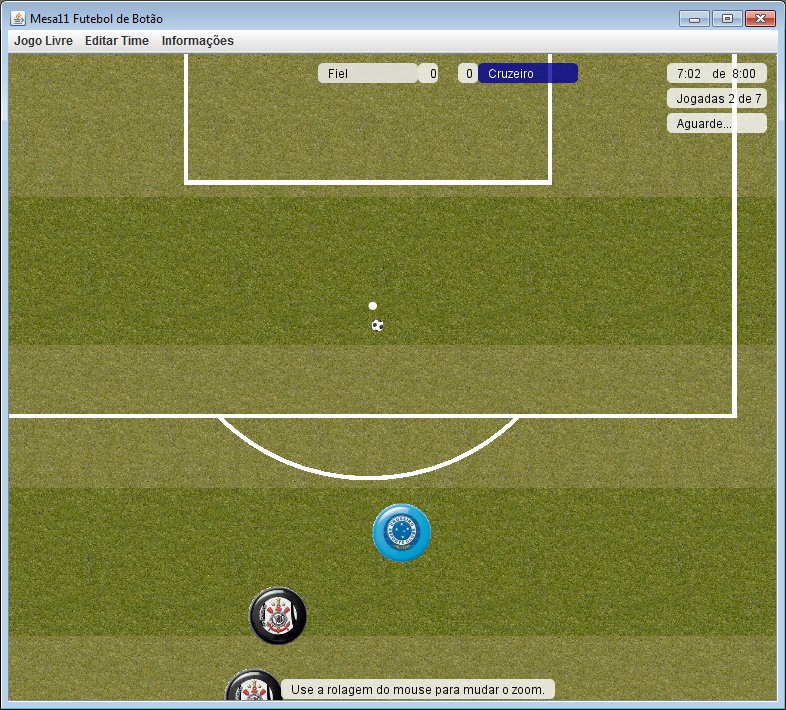 Mesa11 Futebol de Botão
Jogo Livre Editar Time Informações
Fiel 0 0 Cruzeiro 7:02 de 8:00
Jogadas 2 de 7
Aguarde...
Use a rolagem do mouse para mudar o zoom.